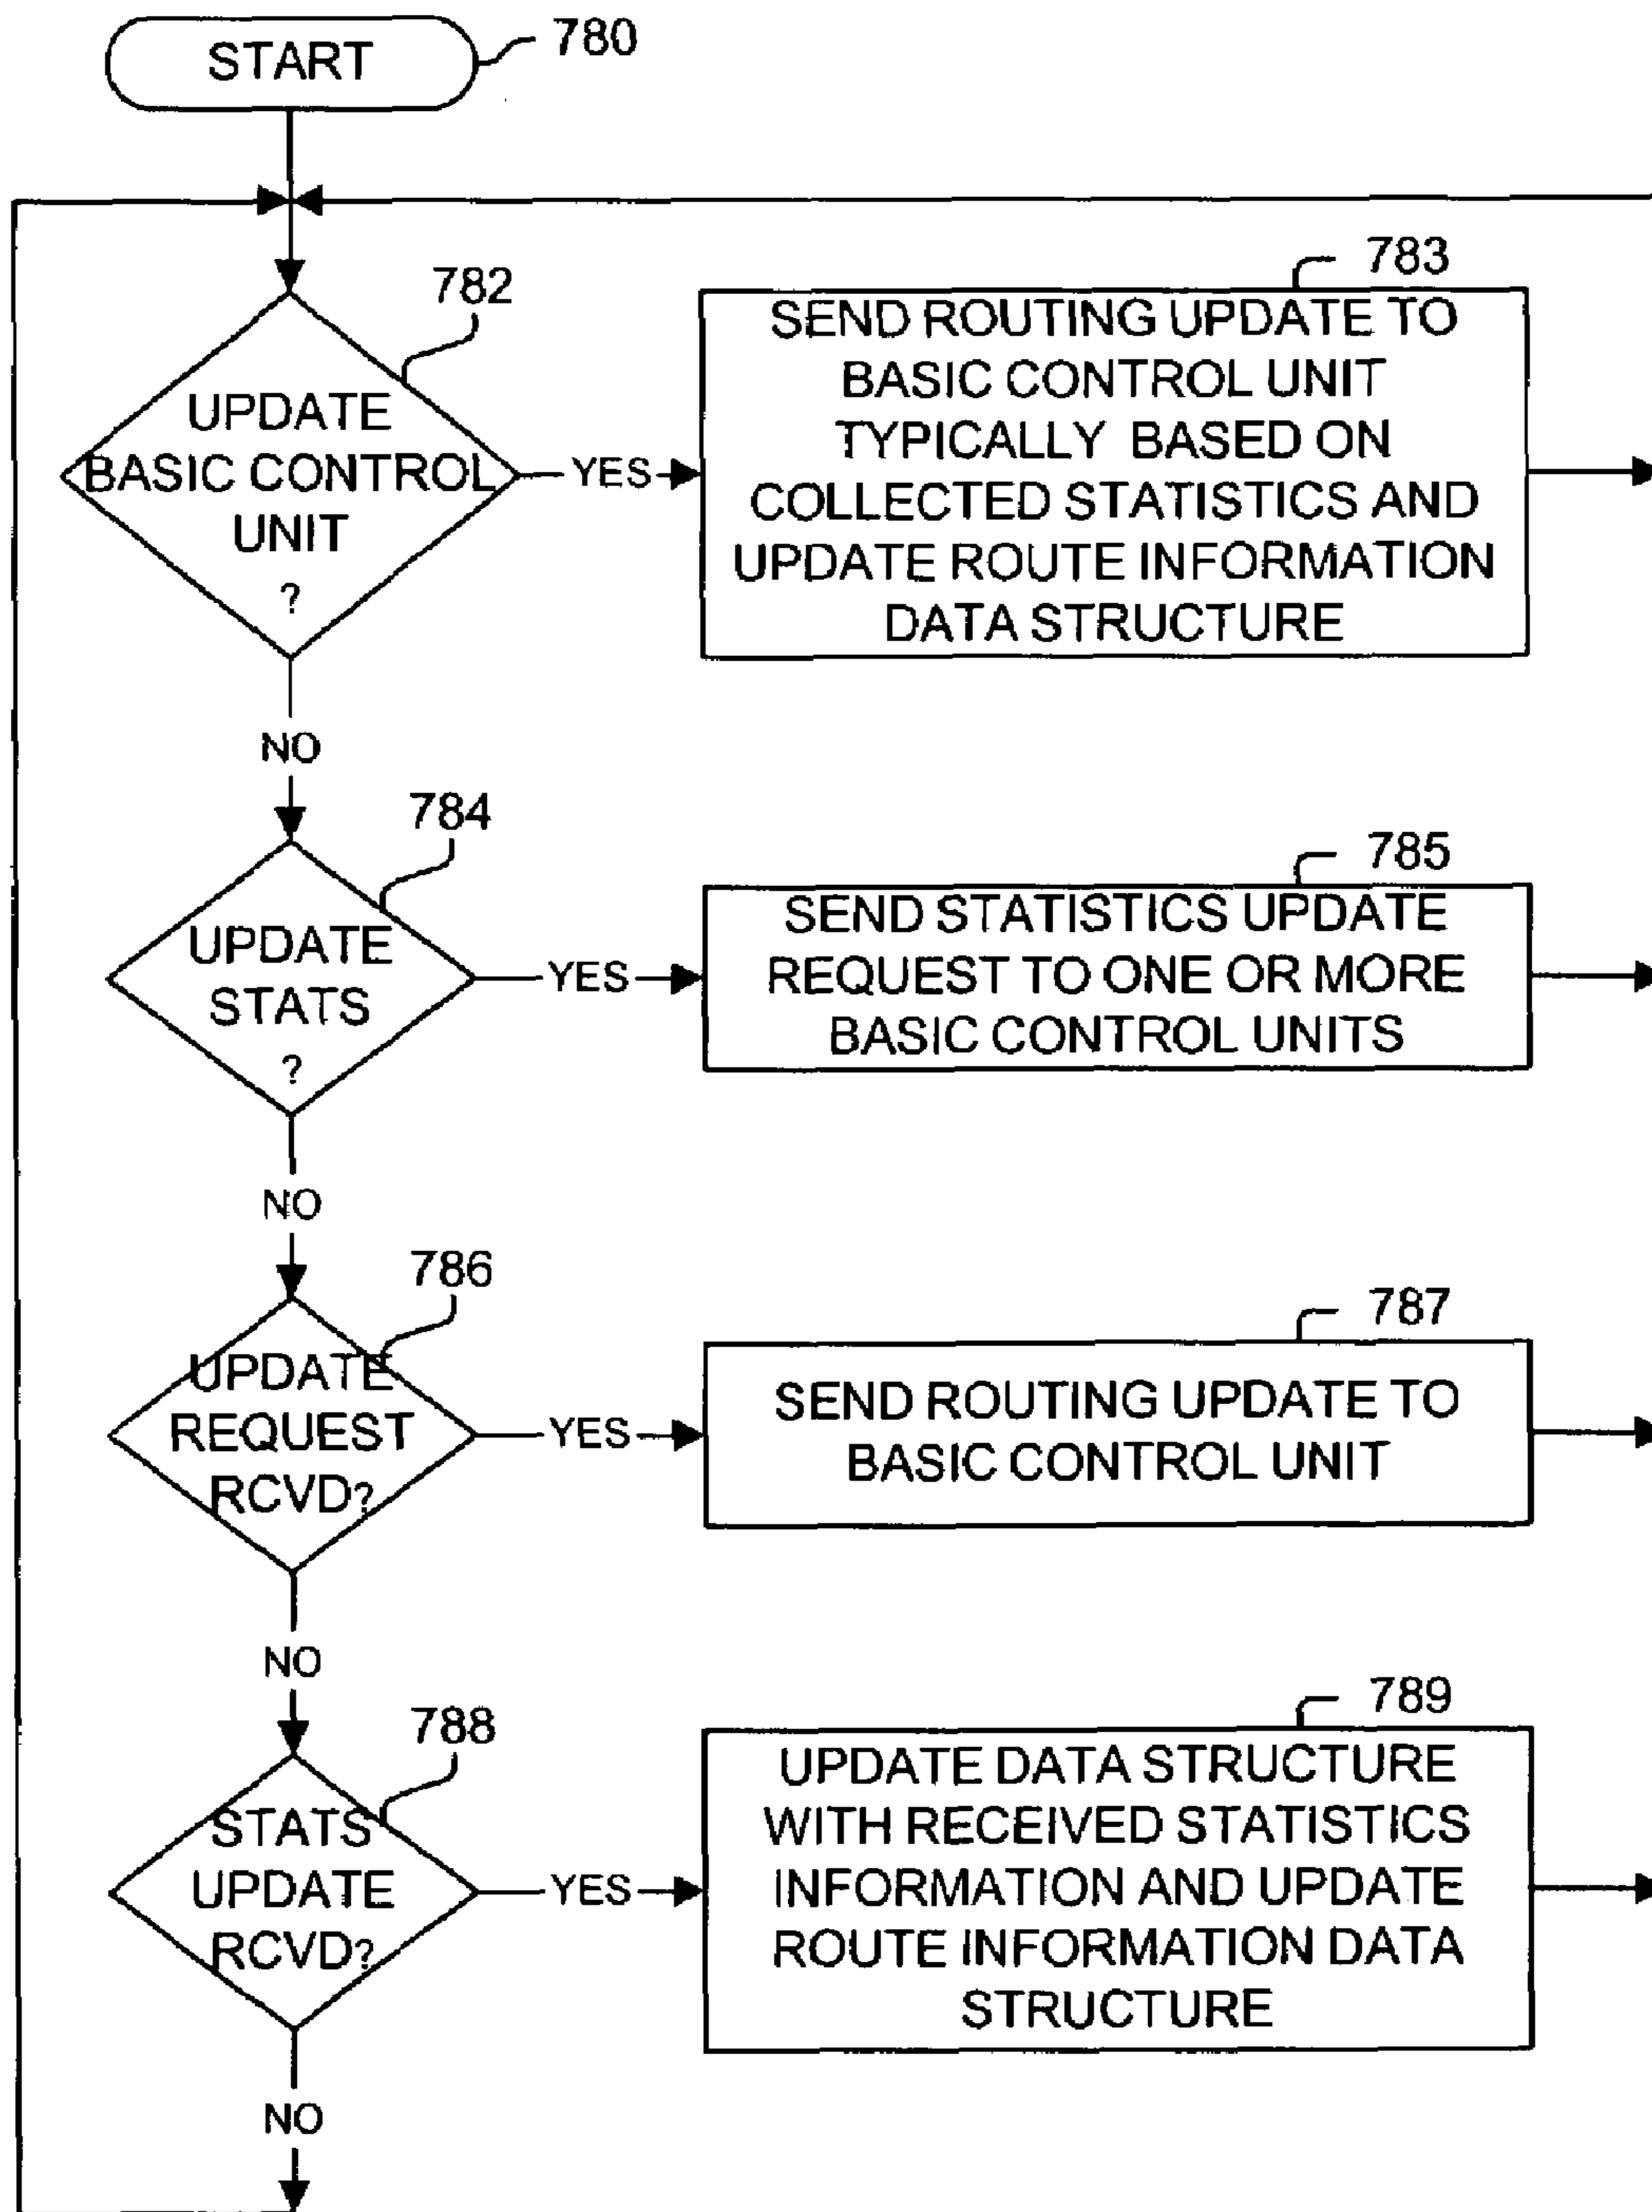 START
780
782
UPDATE
BASIC CONTROL
UNIT
?
YES
783
SEND ROUTING UPDATE TO
BASIC CONTROL UNIT
TYPICALLY BASED ON
COLLECTED STATISTICS AND
UPDATE ROUTE INFORMATION
DATA STRUCTURE
NO
784
UPDATE
STATS
?
YES
785
SEND STATISTICS UPDATE
REQUEST TO ONE OR MORE
BASIC CONTROL UNITS
NO
786
UPDATE
REQUEST
RCVD?
YES
787
SEND ROUTING UPDATE TO
BASIC CONTROL UNIT
NO
788
STATS
UPDATE
RCVD?
YES
789
UPDATE DATA STRUCTURE
WITH RECEIVED STATISTICS
INFORMATION AND UPDATE
ROUTE INFORMATION DATA
STRUCTURE
NO